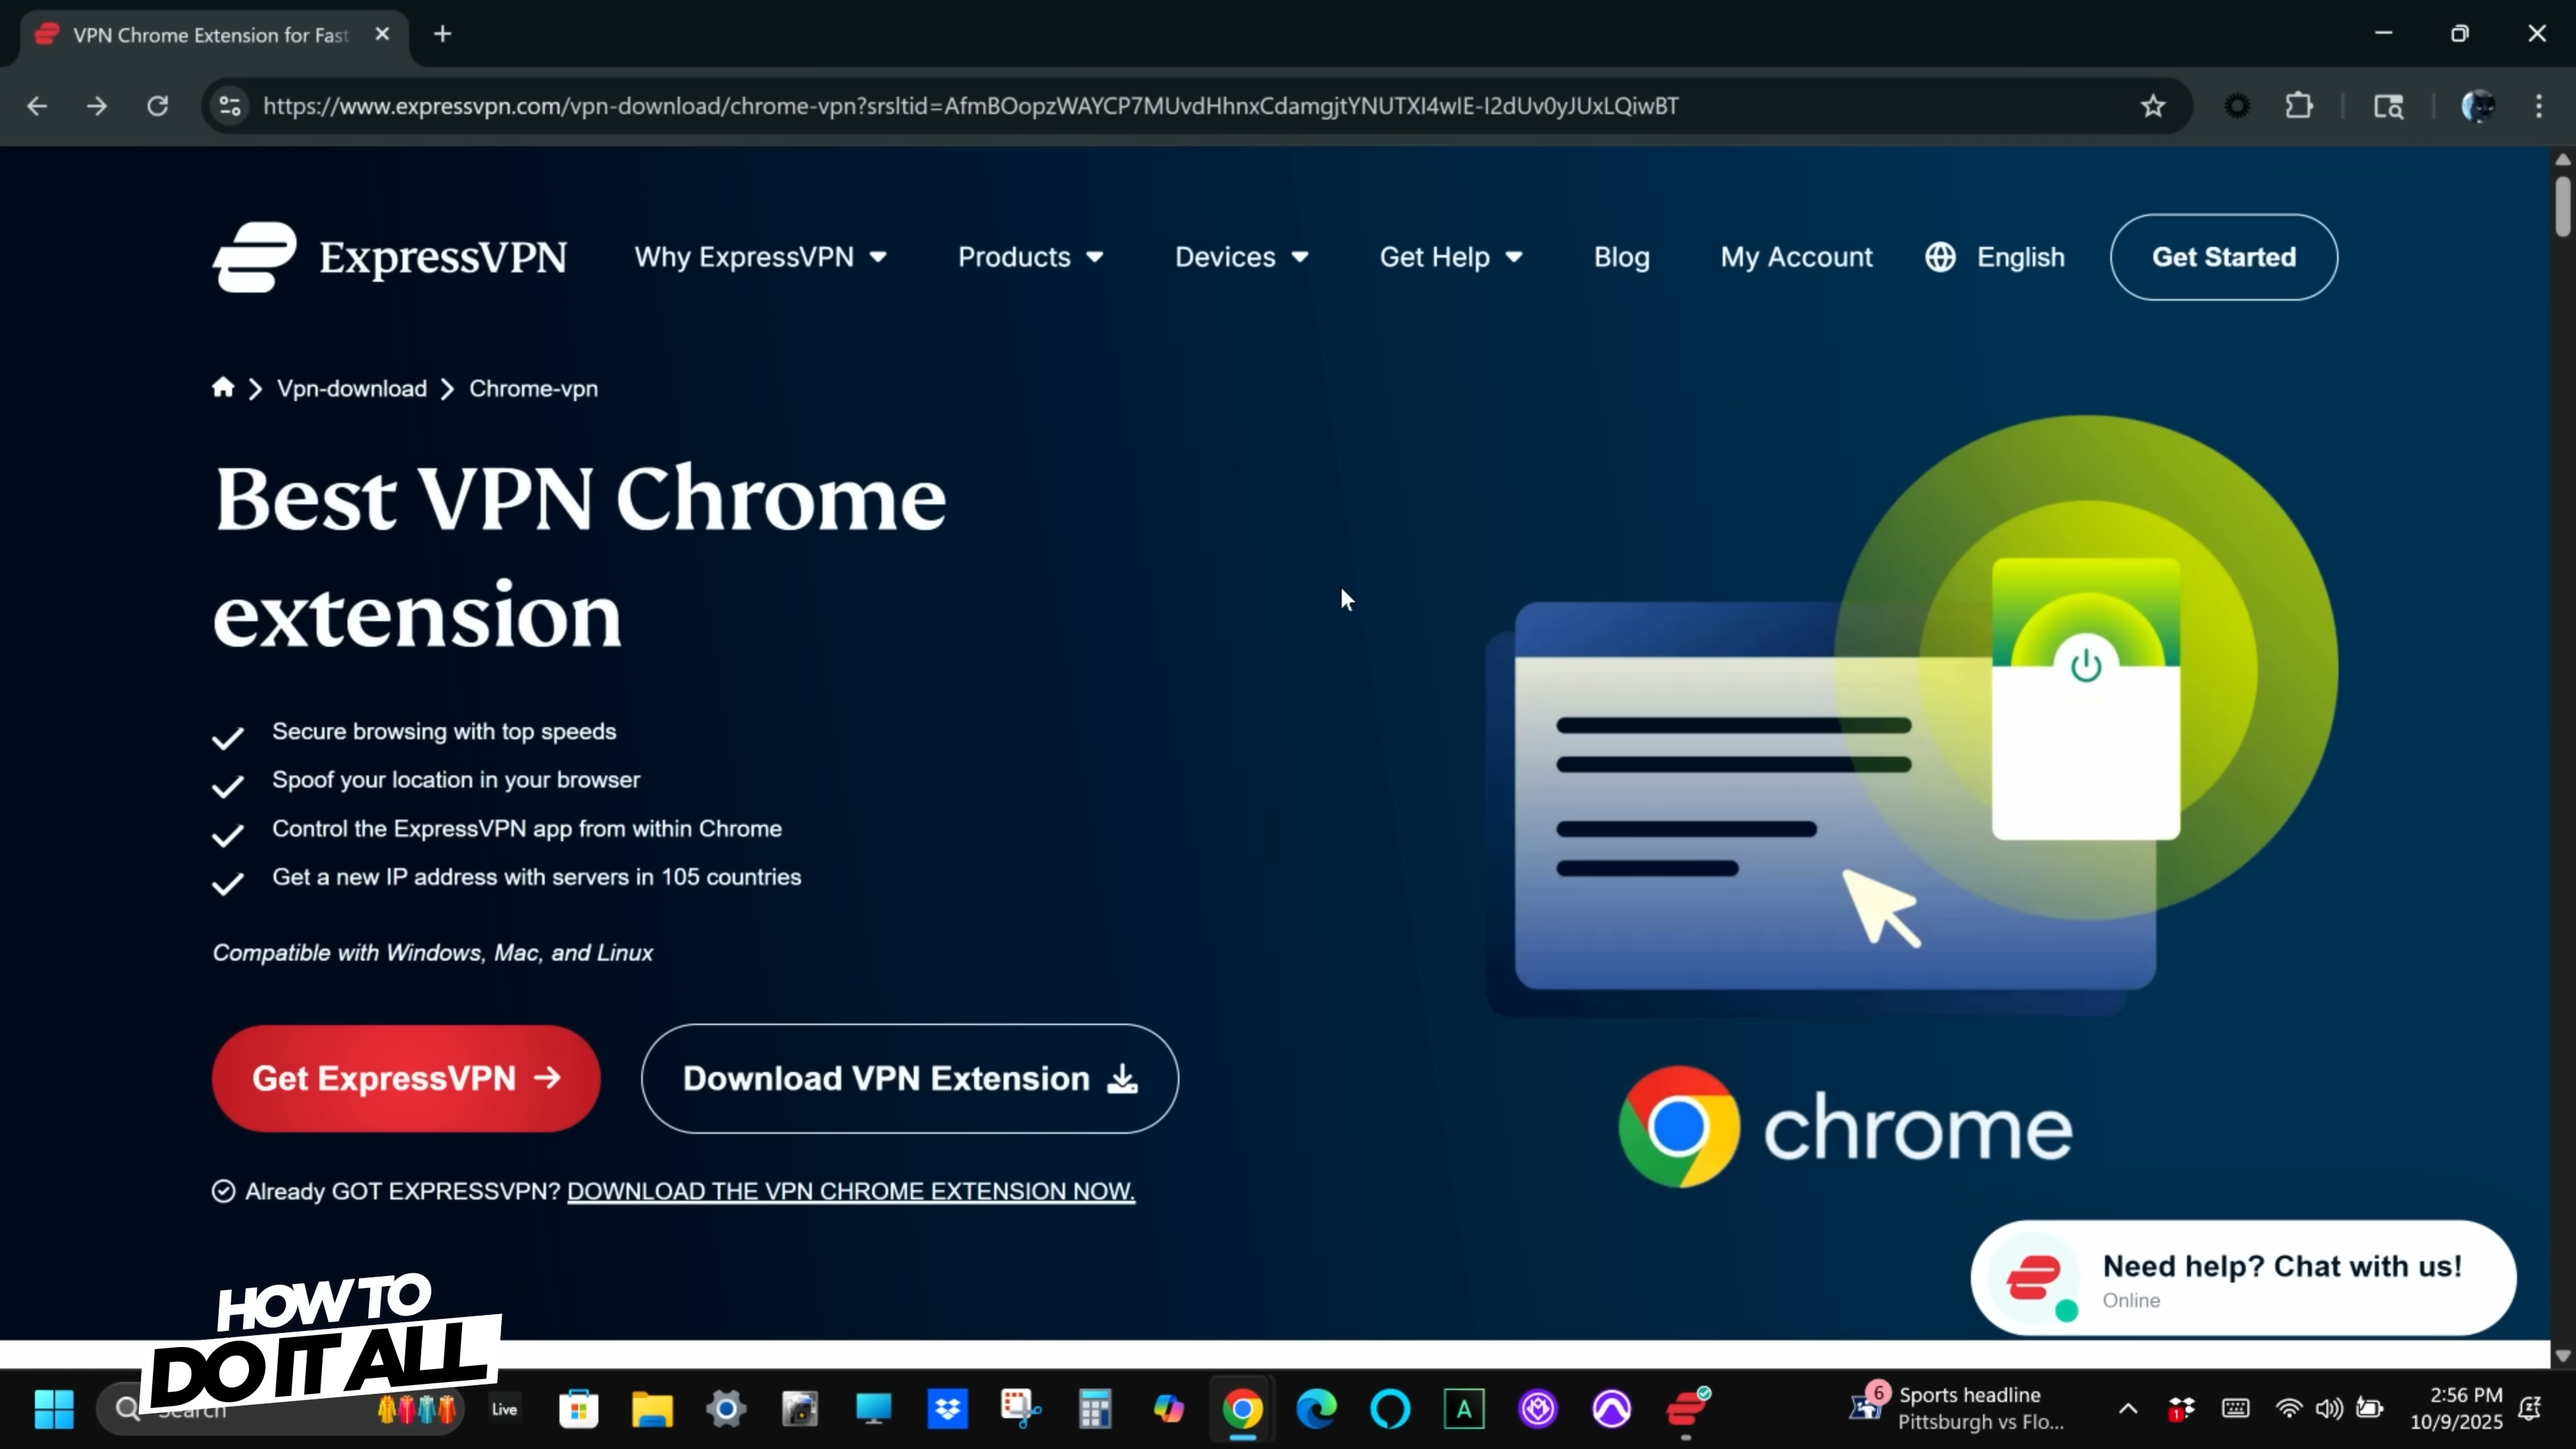 VPN Chrome Extension for Fast
https://www.expressvpn.com/vpn-download/chrome-vpn?srsltid=AfmBOopzWAYCP7MUvdHhnxCdamgjtYNUTXI4wIE-I2dUv0yJUxLQiwBT
ExpressVPN
Why ExpressVPN
Products
Devices
Get Help
Blog
My Account
English
Get Started
Vpn-download
Chrome-vpn
Best VPN Chrome
extension
Secure browsing with top speeds
Spoof your location in your browser
Control the ExpressVPN app from within Chrome
Get a new IP address with servers in 105 countries
Compatible with Windows, Mac, and Linux
Get ExpressVPN
Download VPN Extension
Already GOT EXPRESSVPN? DOWNLOAD THE VPN CHROME EXTENSION NOW.
chrome
Need help? Chat with us!
Online
HOW TO
DO IT ALL
Search
Live
A
6
Sports headline
Pittsburgh vs Flo...
1
2:56 PM
10/9/2025